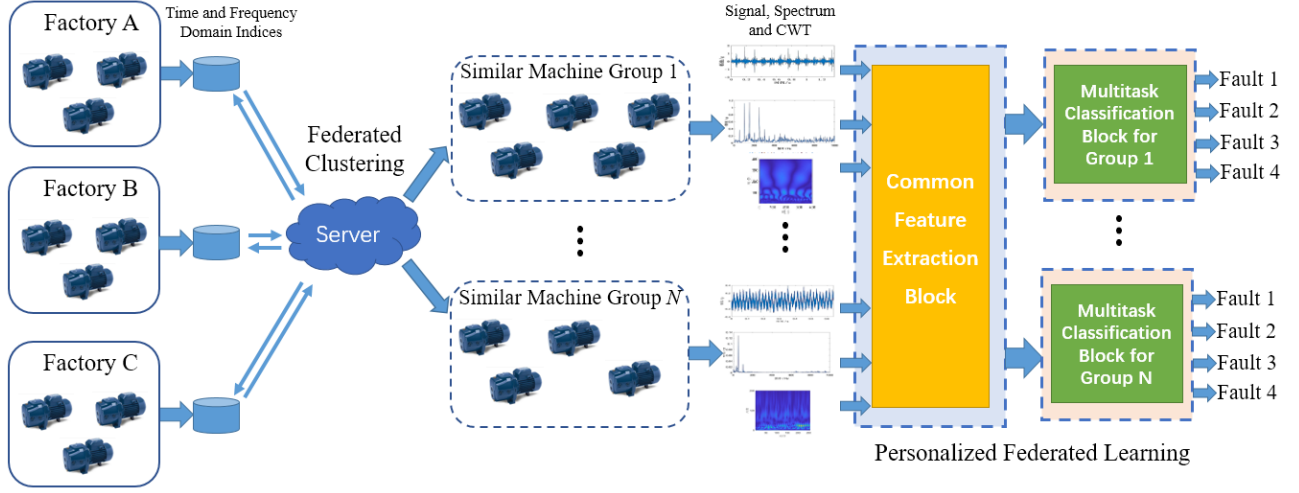 Factory A
Time and Frequency
Domain Indices
Factory B
Factory C
Federated
Clustering
Server
Similar Machine Group 1
Similar Machine Group N
Signal, Spectrum
and CWT
Common
Feature
Extraction
Block
Multitask
Classification
Block for
Group 1
Fault 1
Fault 2
Fault 3
Fault 4
Multitask
Classification
Block for
Group N
Fault 1
Fault 2
Fault 3
Fault 4
Personalized Federated Learning